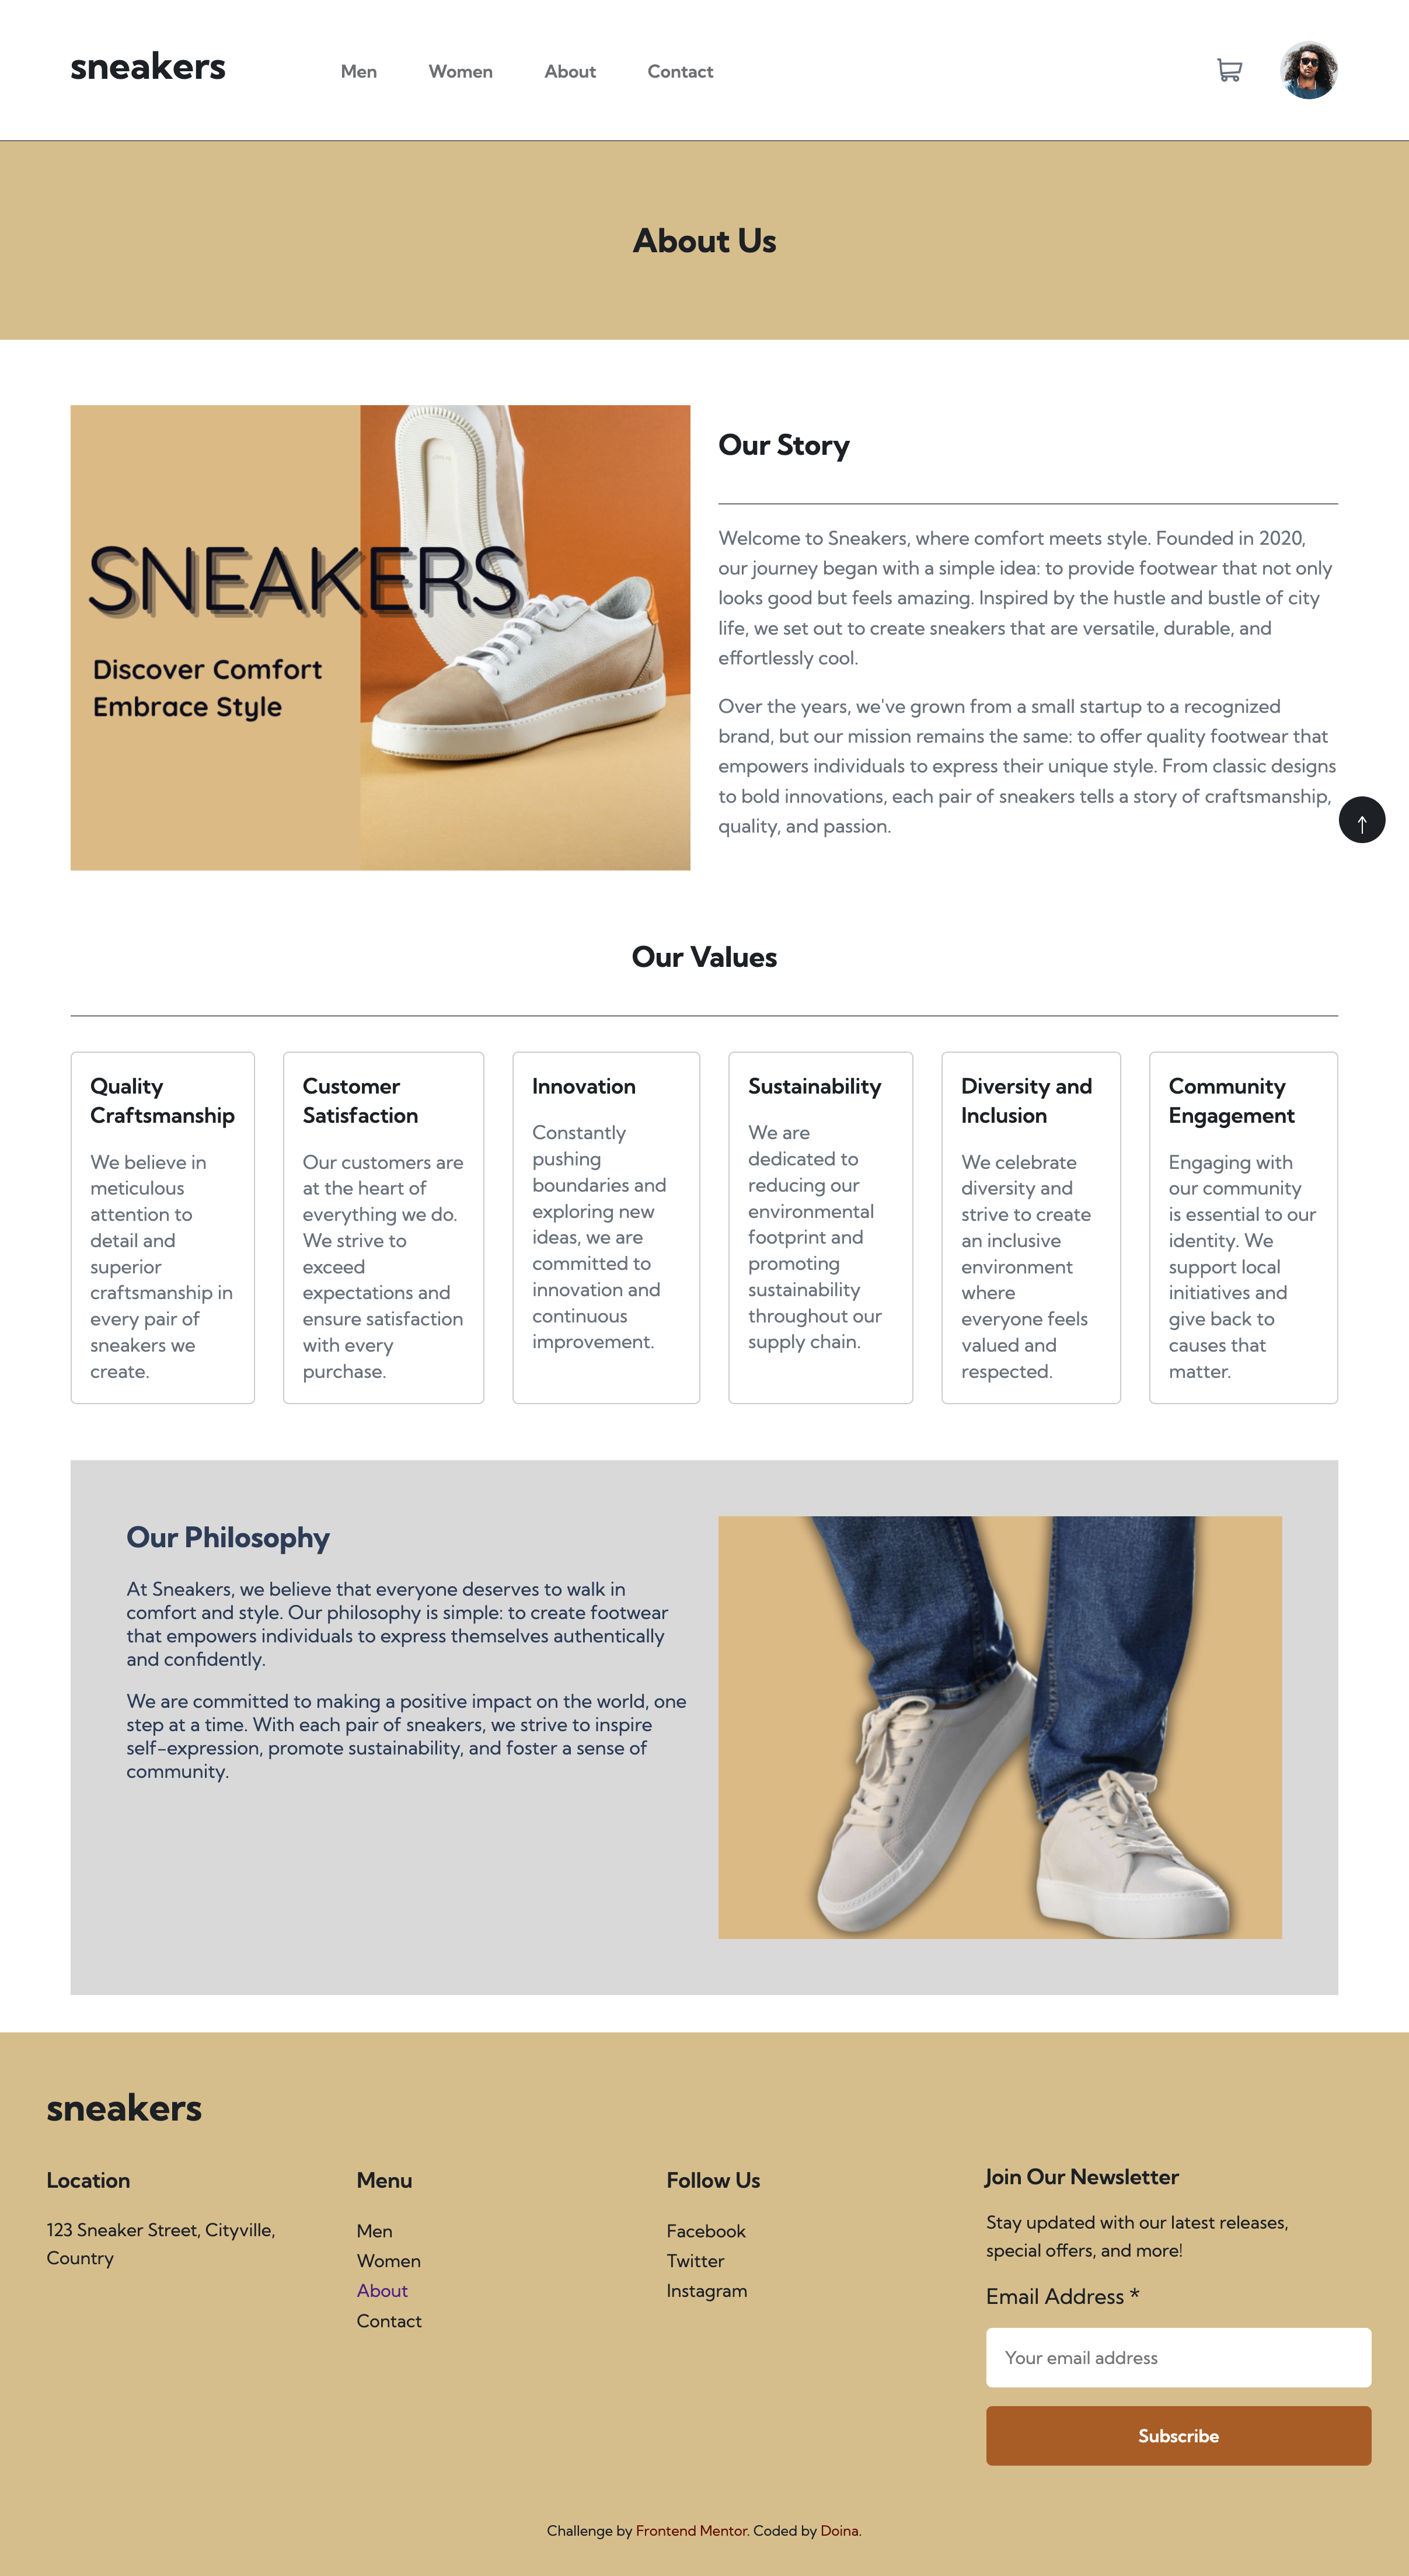 sneakers
Men
Women
About
Contact
About Us
SNEAKERS
Discover Comfort
Embrace Style
Our Story
Welcome to Sneakers, where comfort meets style. Founded in 2020,
our journey began with a simple idea: to provide footwear that not only
looks good but feels amazing. Inspired by the hustle and bustle of city
life, we set out to create sneakers that are versatile, durable, and
effortlessly cool.
Over the years, we've grown from a small startup to a recognized
brand, but our mission remains the same: to offer quality footwear that
empowers individuals to express their unique style. From classic designs
to bold innovations, each pair of sneakers tells a story of craftsmanship,
quality, and passion.
↑
Our Values
Quality
Craftsmanship
We believe in
meticulous
attention to
detail and
superior
craftsmanship in
every pair of
sneakers we
create.
Customer
Satisfaction
Our customers are
at the heart of
everything we do.
We strive to
exceed
expectations and
ensure satisfaction
with every
purchase.
Innovation
Constantly
pushing
boundaries and
exploring new
ideas, we are
committed to
innovation and
continuous
improvement.
Sustainability
We are
dedicated to
reducing our
environmental
footprint and
promoting
sustainability
throughout our
supply chain.
Diversity and
Inclusion
We celebrate
diversity and
strive to create
an inclusive
environment
where
everyone feels
valued and
respected.
Community
Engagement
Engaging with
our community
is essential to our
identity. We
support local
initiatives and
give back to
causes that
matter.
Our Philosophy
At Sneakers, we believe that everyone deserves to walk in
comfort and style. Our philosophy is simple: to create footwear
that empowers individuals to express themselves authentically
and confidently.
We are committed to making a positive impact on the world, one
step at a time. With each pair of sneakers, we strive to inspire
self-expression, promote sustainability, and foster a sense of
community.
sneakers
Location
123 Sneaker Street, Cityville,
Country
Menu
Men
Women
About
Contact
Follow Us
Facebook
Twitter
Instagram
Join Our Newsletter
Stay updated with our latest releases,
special offers, and more!
Email Address *
Your email address
Subscribe
Challenge by Frontend Mentor. Coded by Doina.